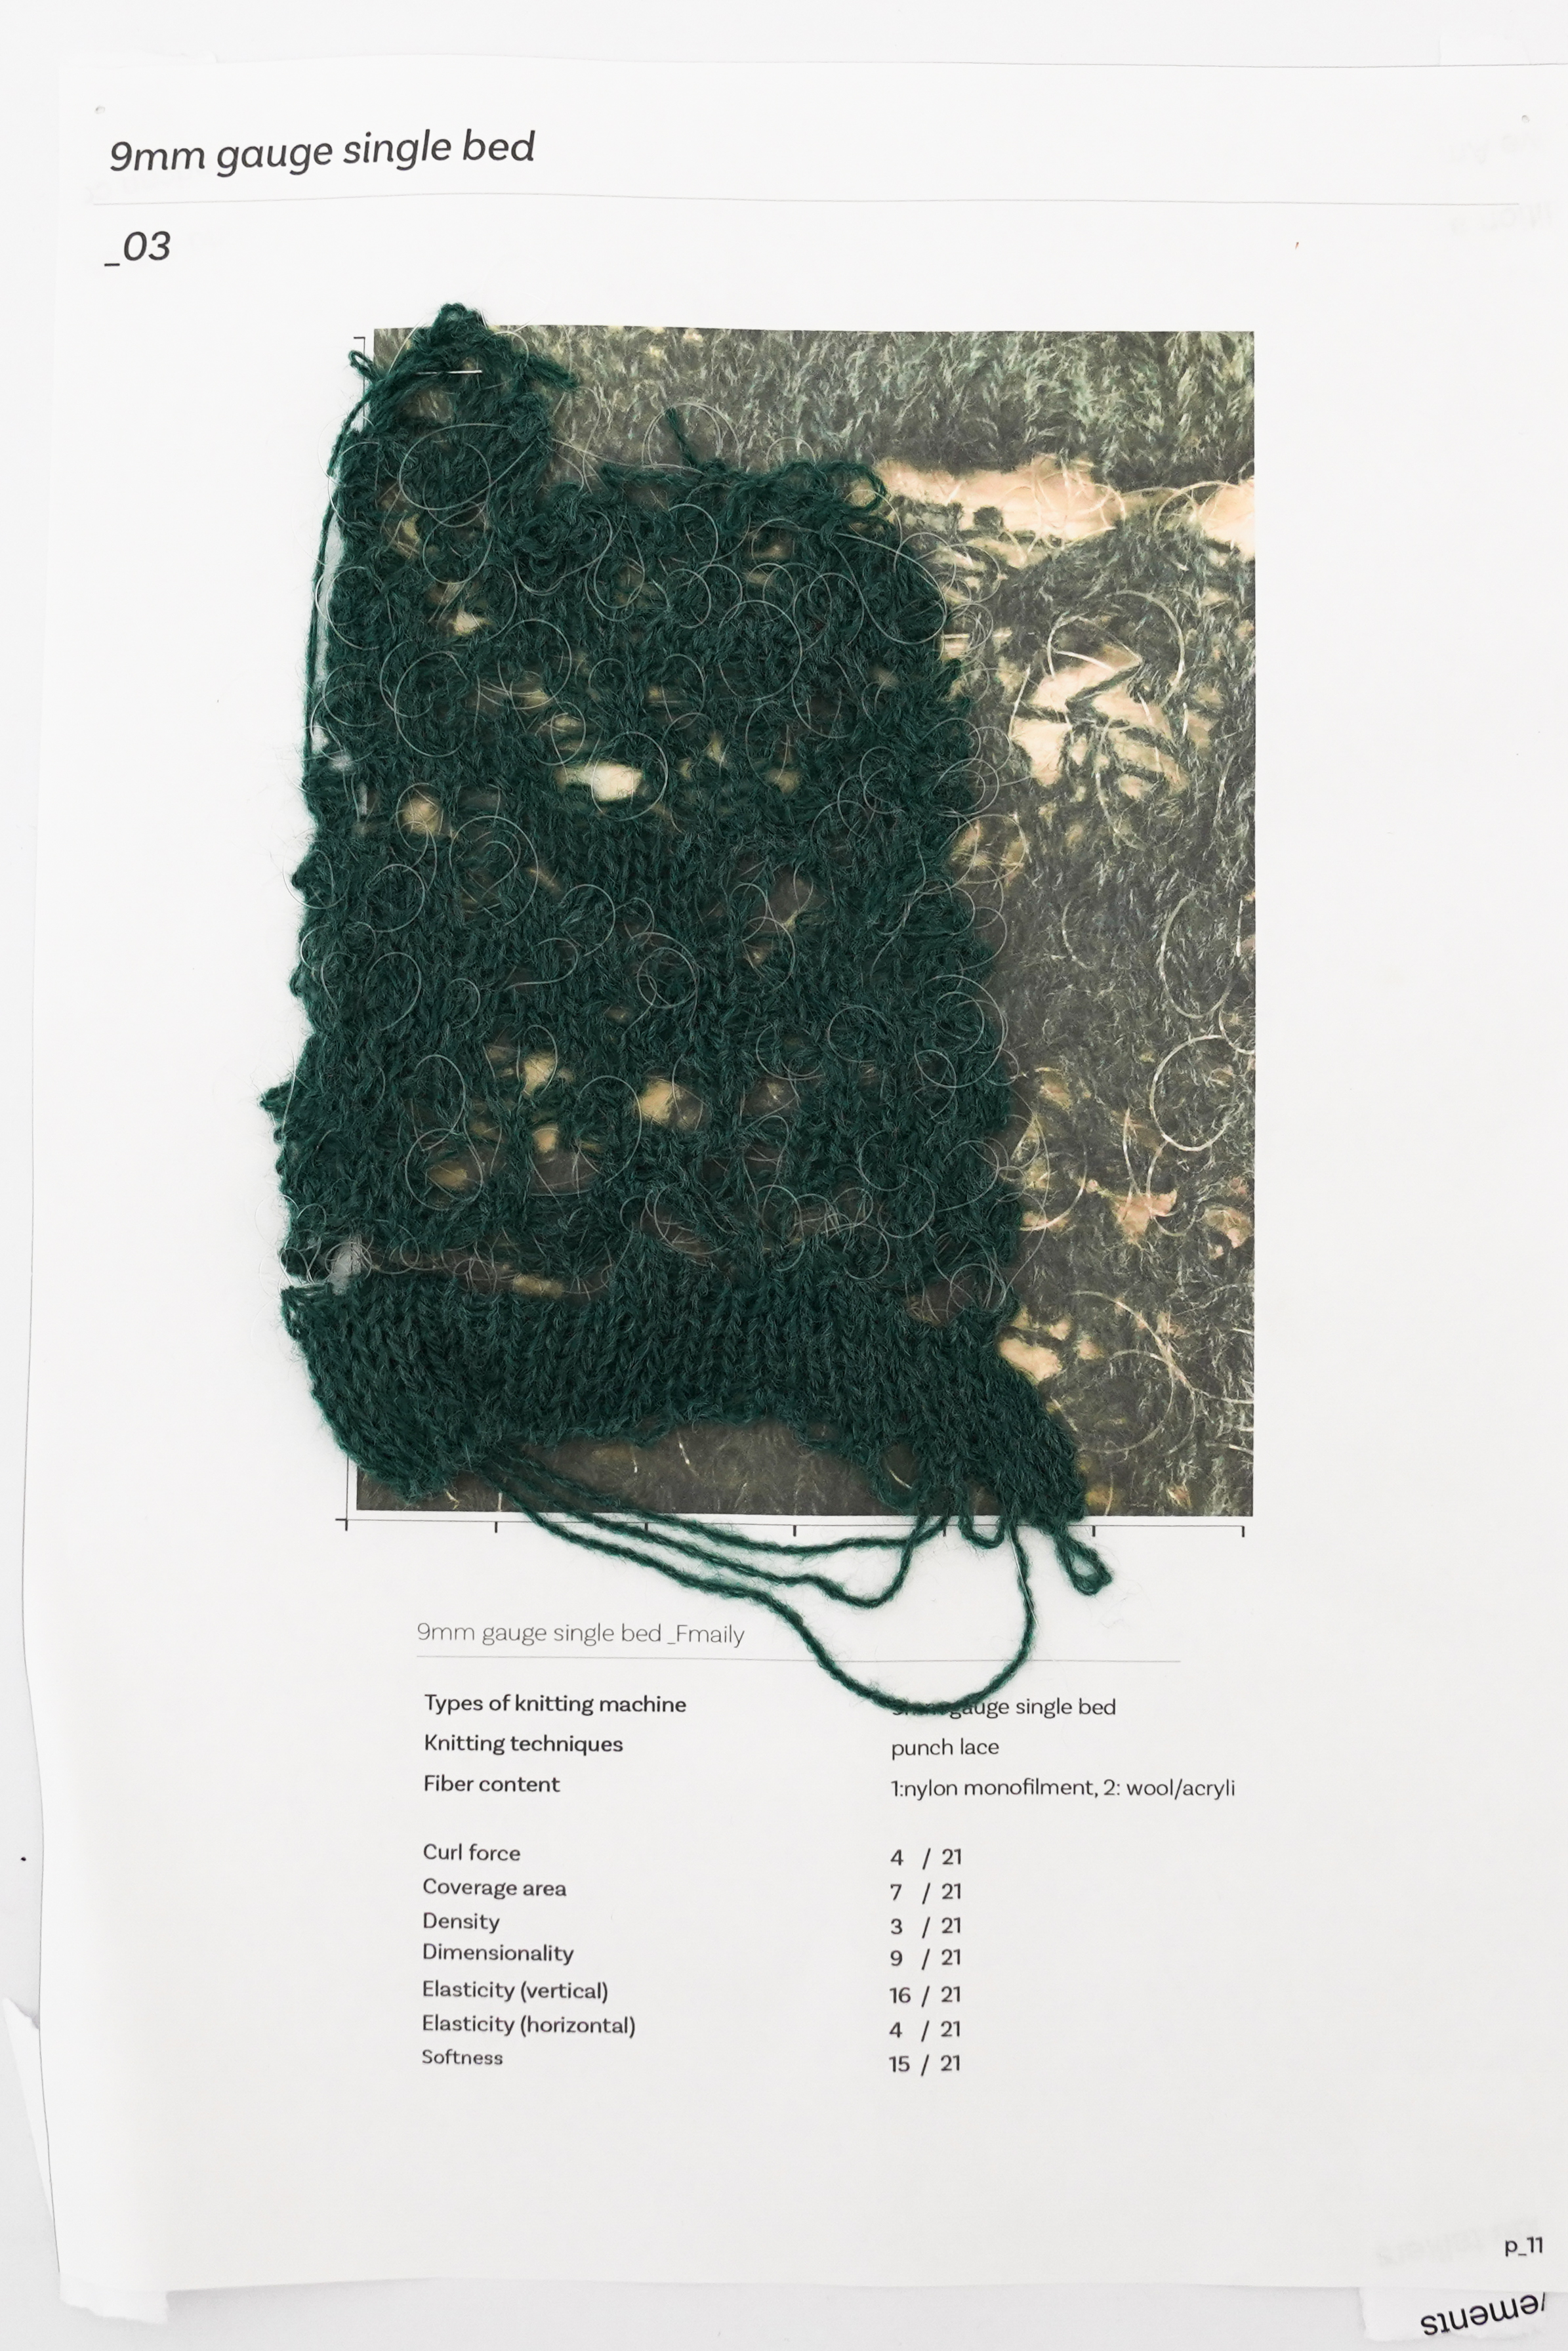 9mm gauge single bed
_03
9mm gauge single bed _Fmaily
Types of knitting machine gauge single bed
Knitting techniques punch lace
Fiber content 1:nylon monofilment, 2: wool/acryli
Curl force 4 / 21
Coverage area 7 / 21
Density 3 / 21
Dimensionality 9 / 21
Elasticity (vertical) 16 / 21
Elasticity (horizontal) 4 / 21
Softness 15 / 21
p_11